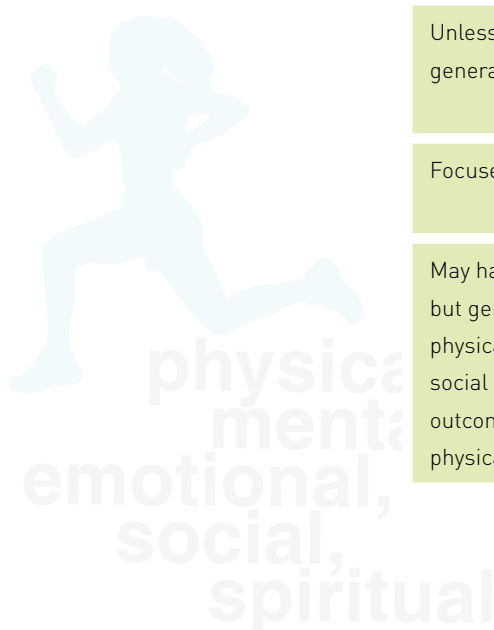 Unless
genera
Focuse
May ha
but ge
physica
social
outcon
physica
physica
menta
emotional,
social,
spiritual